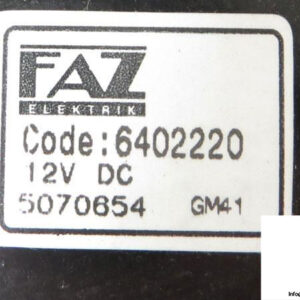 FAZ
ELEKTRIK
Code:6402220
12V DC
5070654 GM41